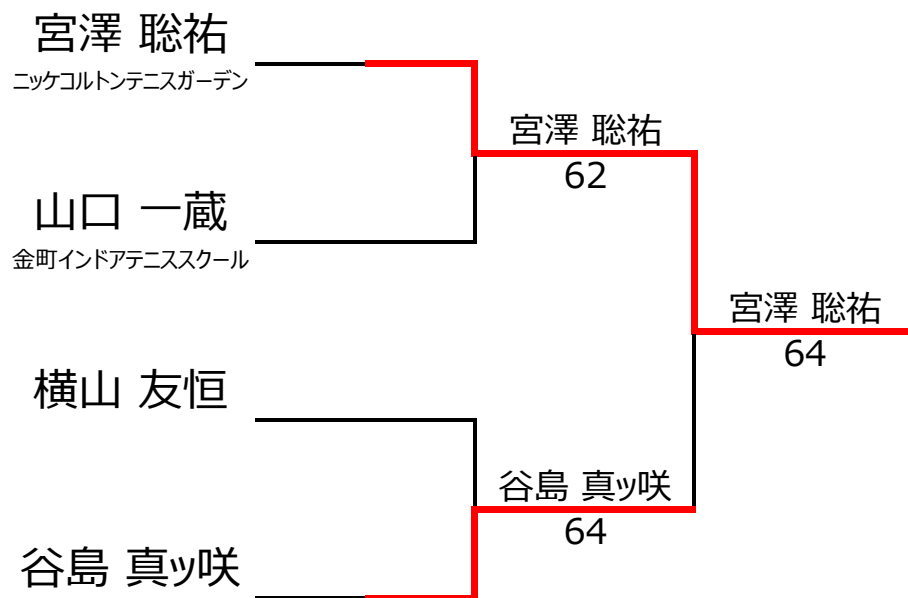 宮澤 聡祐
ニッケコルトンテニスガーデン
宮澤 聡祐
62
山口 一蔵
金町インドアテニススクール
宮澤 聡祐
64
横山 友恒
谷島 真ッ咲
64
谷島 真ッ咲